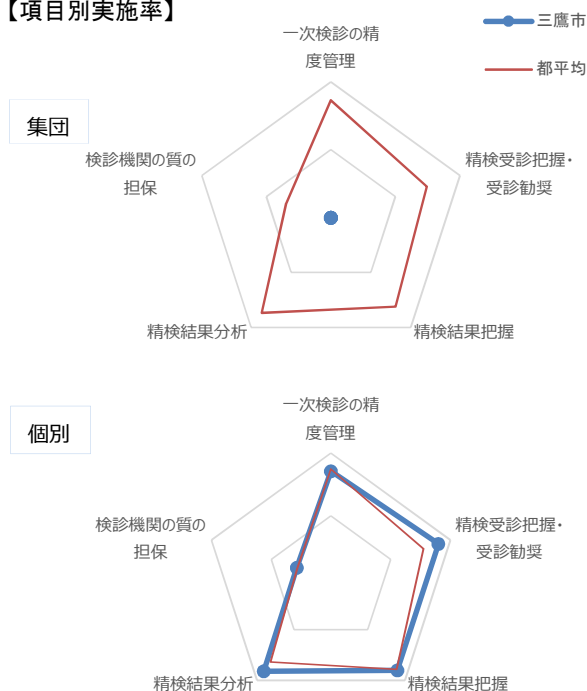 【項目別実施率】
三鷹市
都平均
集団
一次検診の精
度管理
精検受診把握・
受診勧奨
精検結果把握
精検結果分析
検診機関の質の
担保
個別
一次検診の精
度管理
精検受診把握・
受診勧奨
精検結果把握
精検結果分析
検診機関の質の
担保